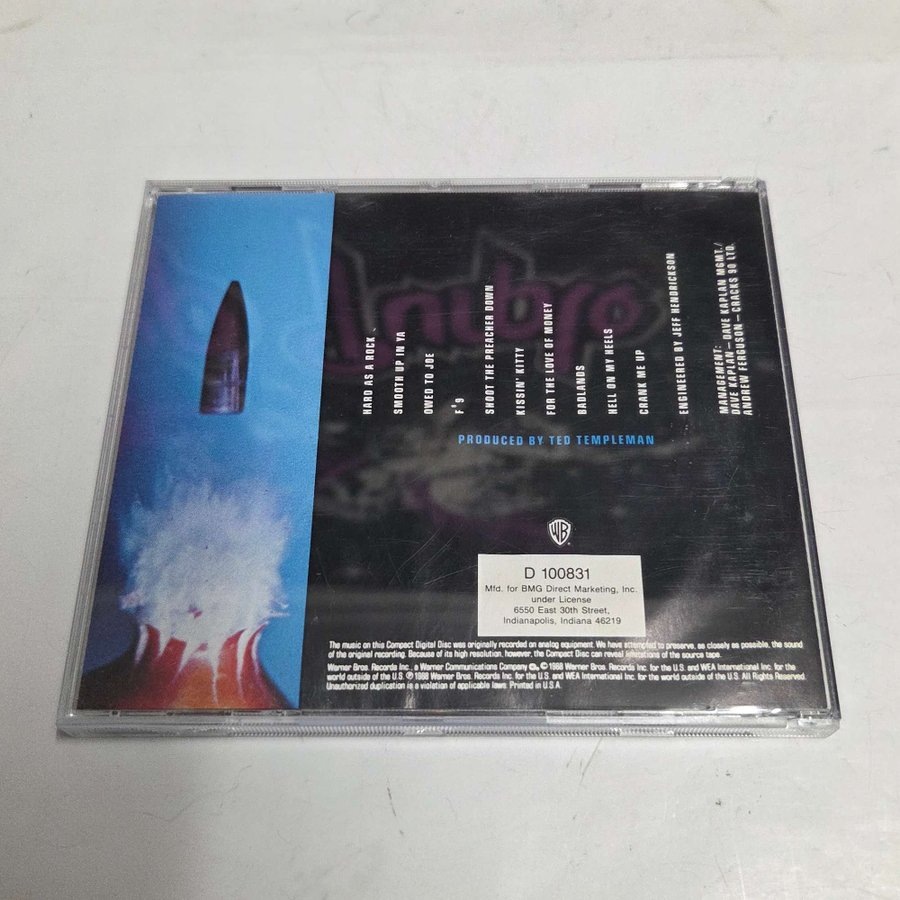 HARD AS A ROCK
SMOOTH UP IN YA
OWED TO JOE
F'9
SHOOT THE PREACHER DOWN
KISSIN' KITTY
FOR THE LOVE OF MONEY
BADLANDS
HELL ON MY HEELS
CRANK ME UP
ENGINEERED BY JEFF HENDRICKSON
MANAGEMENT:
DAVE KAPLAN – DAVE KAPLAN MGMT./
ANDREW FERGUSON – CRACKS 90 LTD.
PRODUCED BY TED TEMPLEMAN
WB
D 100831
Mfd. for BMG Direct Marketing, Inc.
under License
6550 East 30th Street,
Indianapolis, Indiana 46219
The music on this Compact Digital Disc was originally recorded on analog equipment. We have attempted to preserve, as closely as possible, the sound
of the original recording. Because of its high resolution, however, the Compact Disc can reveal limitations of the source tape.
Warner Bros. Records Inc., a Warner Communications Company © 1988 Warner Bros. Records Inc. for the U.S. and WEA International Inc. for the
world outside of the U.S. ℗ 1988 Warner Bros. Records Inc. for the U.S. and WEA International Inc. for the world outside of the U.S. All Rights Reserved.
Unauthorized duplication is a violation of applicable laws. Printed in U.S.A.